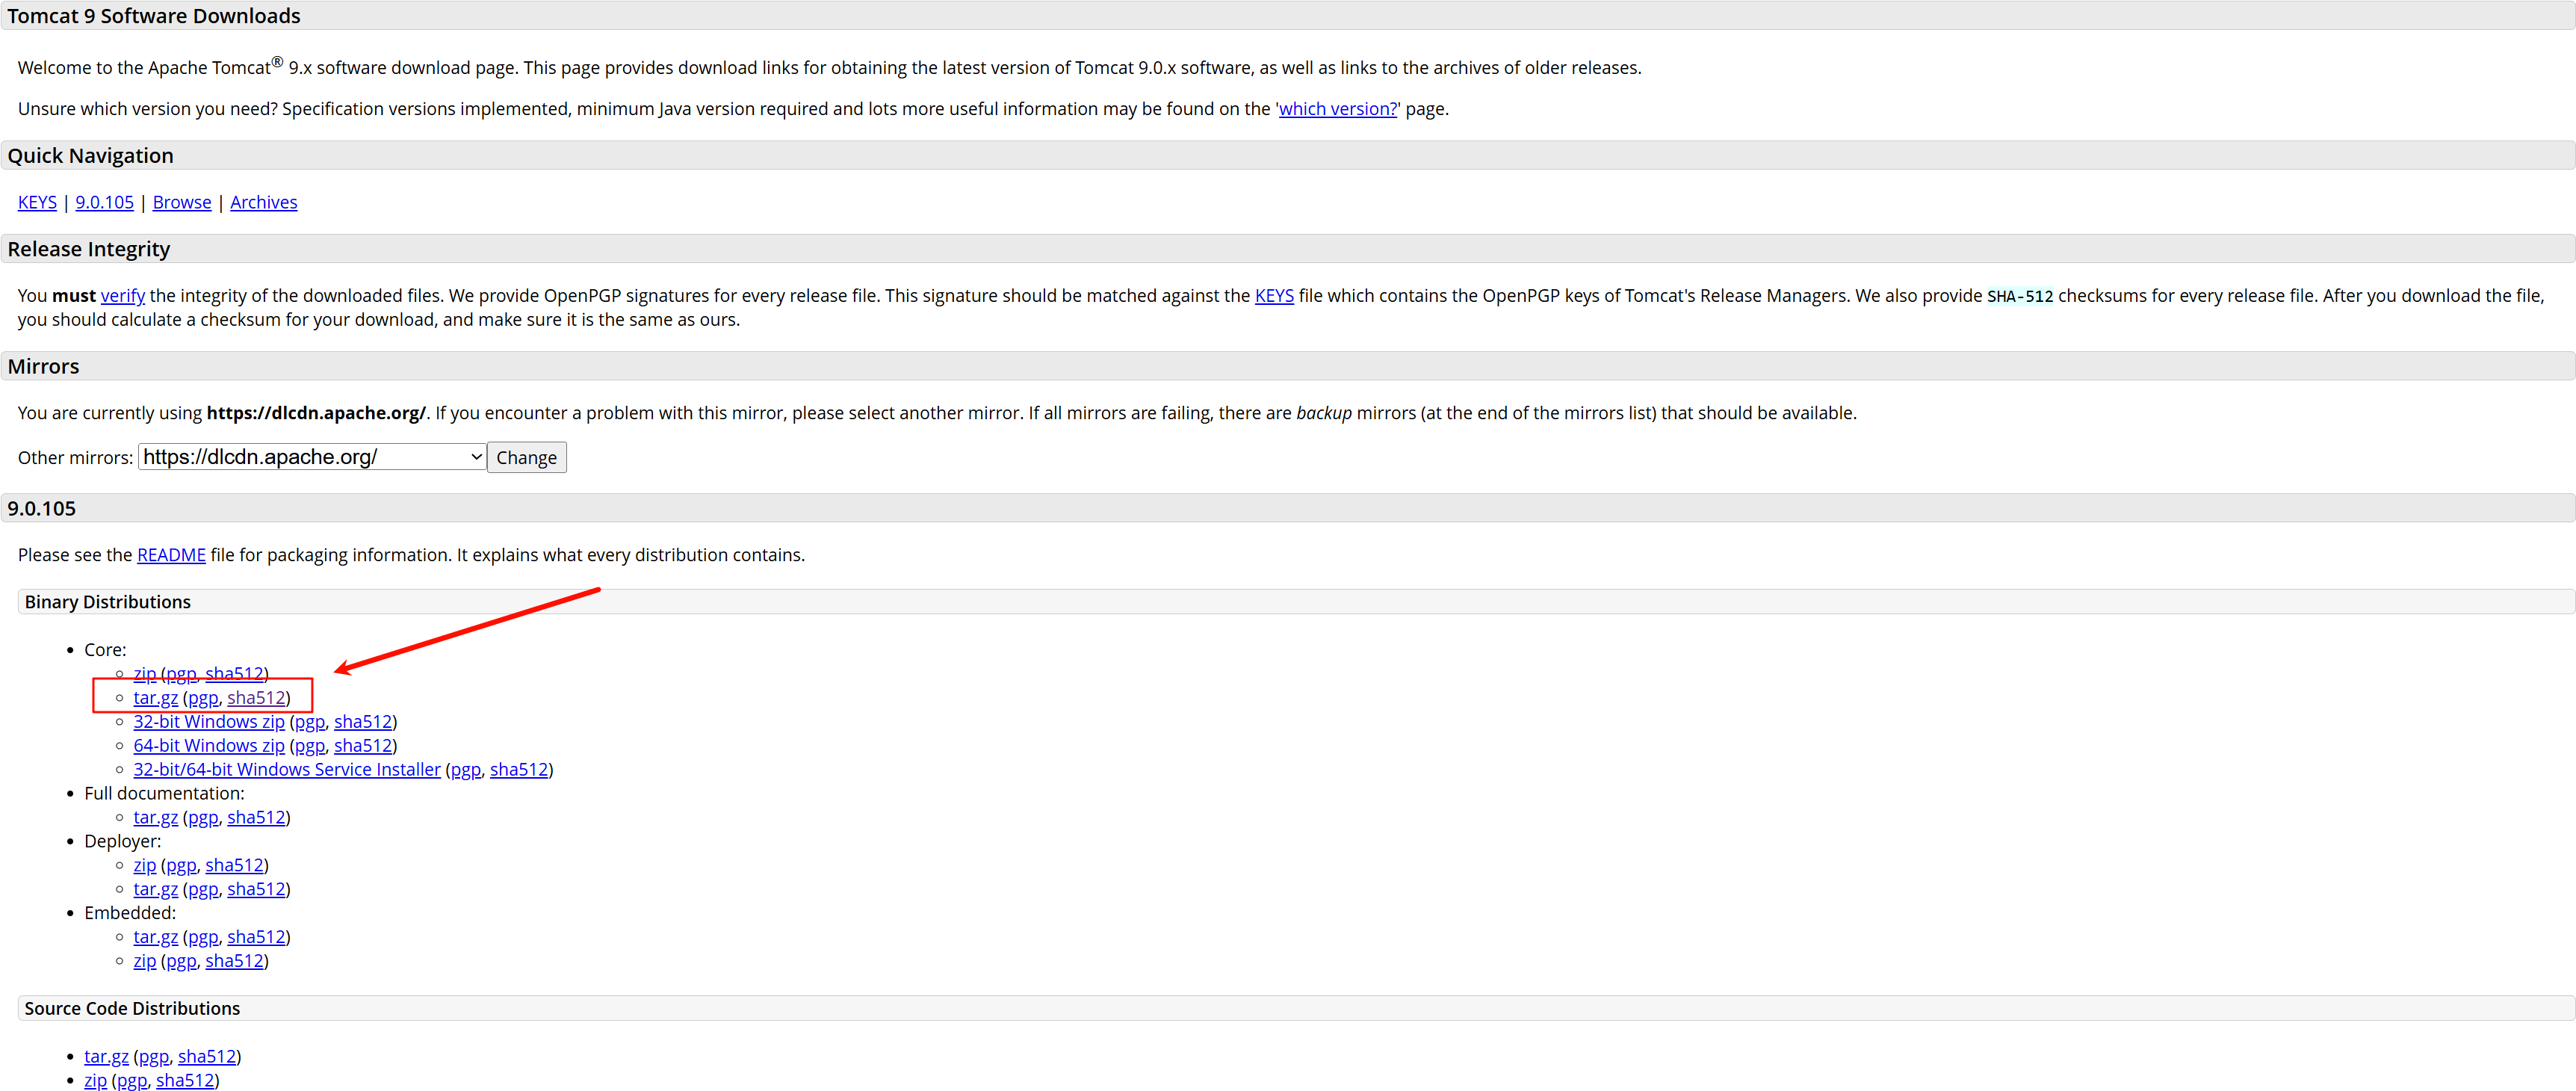 Tomcat 9 Software Downloads
Welcome to the Apache Tomcat® 9.x software download page. This page provides download links for obtaining the latest version of Tomcat 9.0.x software, as well as links to the archives of older releases.
Unsure which version you need? Specification versions implemented, minimum Java version required and lots more useful information may be found on the 'which version?' page.
Quick Navigation
KEYS | 9.0.105 | Browse | Archives
Release Integrity
You must verify the integrity of the downloaded files. We provide OpenPGP signatures for every release file. This signature should be matched against the KEYS file which contains the OpenPGP keys of Tomcat's Release Managers. We also provide SHA-512 checksums for every release file. After you download the file,
you should calculate a checksum for your download, and make sure it is the same as ours.
Mirrors
You are currently using https://dlcdn.apache.org/. If you encounter a problem with this mirror, please select another mirror. If all mirrors are failing, there are backup mirrors (at the end of the mirrors list) that should be available.
Other mirrors: https://dlcdn.apache.org/ Change
9.0.105
Please see the README file for packaging information. It explains what every distribution contains.
Binary Distributions
Core:
zip (pgp, sha512)
tar.gz (pgp, sha512)
32-bit Windows zip (pgp, sha512)
64-bit Windows zip (pgp, sha512)
32-bit/64-bit Windows Service Installer (pgp, sha512)
Full documentation:
tar.gz (pgp, sha512)
Deployer:
zip (pgp, sha512)
tar.gz (pgp, sha512)
Embedded:
tar.gz (pgp, sha512)
zip (pgp, sha512)
Source Code Distributions
tar.gz (pgp, sha512)
zip (pgp, sha512)